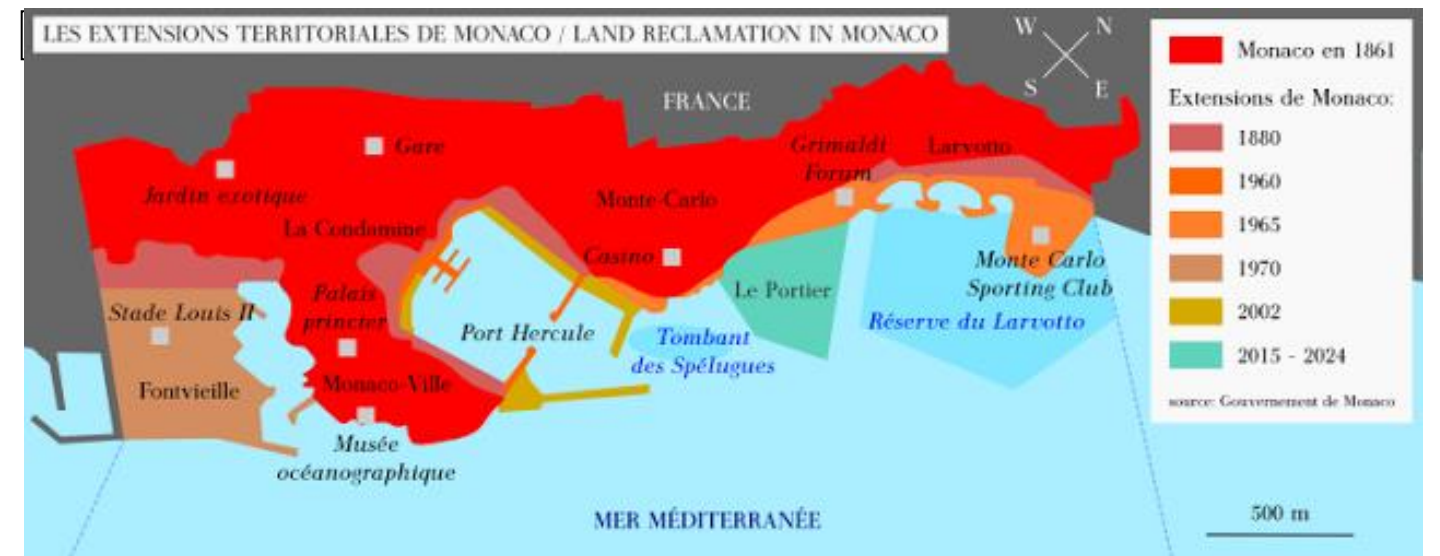 LES EXTENSIONS TERRITORIALES DE MONACO / LAND RECLAMATION IN MONACO
W
N
S
E
FRANCE
Gare
Jardin exotique
La Condamine
Monte-Carlo
Casino
Grimaldi
Forum
Larvotto
Stade Louis II
Palais
princier
Port Hercule
Le Portier
Monte Carlo
Sporting Club
Réserve du Larvotto
Tombant
des Spélugues
Fontvieille
Monaco-Ville
Musée
océanographique
MER MÉDITERRANÉE
Monaco en 1861
Extensions de Monaco:
1880
1960
1965
1970
2002
2015 - 2024
source: Gouvernement de Monaco
500 m